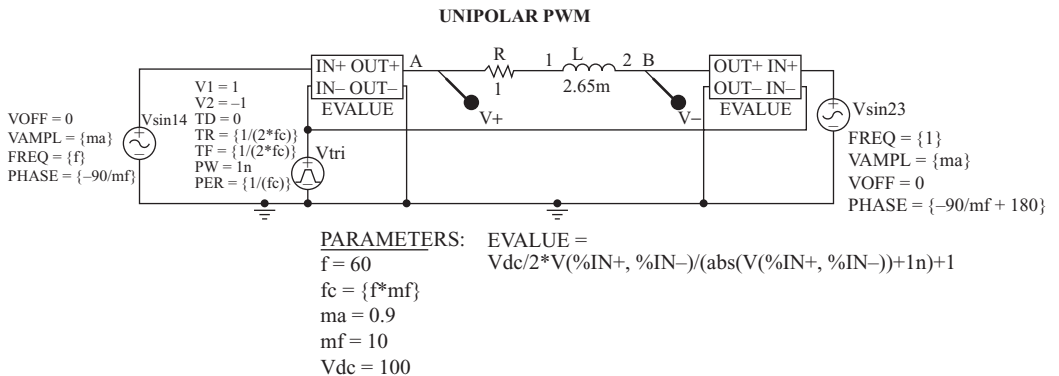 UNIPOLAR PWM
A
R
1
1
L
2
2.65m
B
IN+ OUT+
IN– OUT–
EVALUE
OUT+ IN+
OUT– IN–
EVALUE
V+
V–
VOFF = 0
VAMPL = {ma}
FREQ = {f}
PHASE = {–90/mf}
Vsin14
V1 = 1
V2 = –1
TD = 0
TR = {1/(2*fc)}
TF = {1/(2*fc)}
PW = 1n
PER = {1/(fc)}
Vtri
Vsin23
FREQ = {1}
VAMPL = {ma}
VOFF = 0
PHASE = {–90/mf + 180}
PARAMETERS:
f = 60
fc = {f*mf}
ma = 0.9
mf = 10
Vdc = 100
EVALUE =
Vdc/2*V(%IN+, %IN–)/(abs(V(%IN+, %IN–))+1n)+1